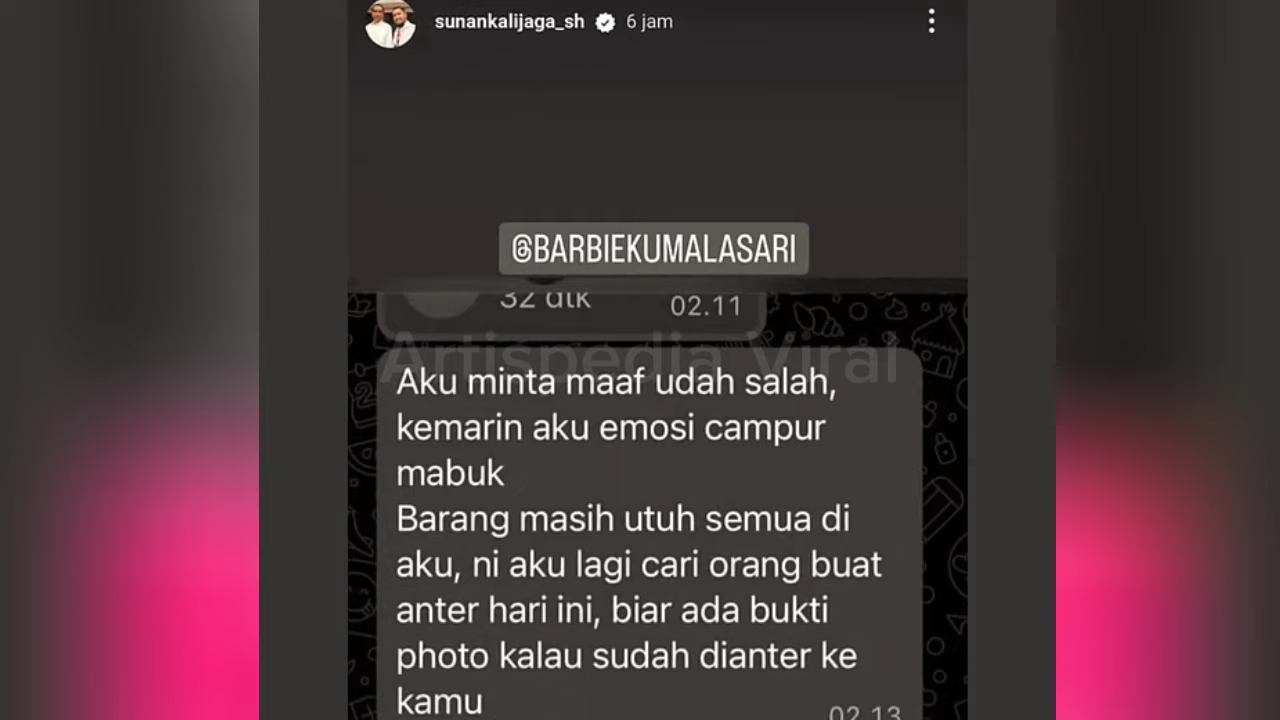 sunankalijaga_sh 6 jam
@BARBIEKUMALASARI
32 dtk
02.11
Artispedia Viral
Aku minta maaf udah salah,
kemarin aku emosi campur
mabuk
Barang masih utuh semua di
aku, ni aku lagi cari orang buat
anter hari ini, biar ada bukti
photo kalau sudah dianter ke
kamu
02.13